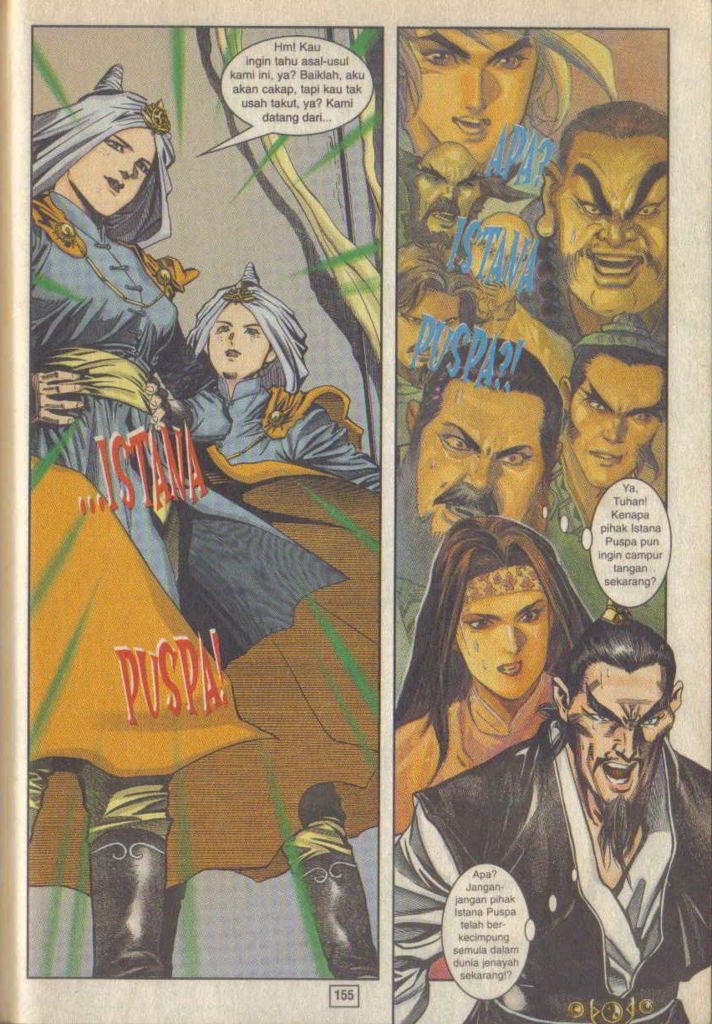 Hm! Kau
ingin tahu asal-usul
kami ini, ya? Baiklah, aku
akan cakap, tapi kau tak
usah takut, ya? Kami
datang dari...
...ISTANA
PUSPA!
APA?
ISTANA
PUSPA?!
Ya,
Tuhan!
Kenapa
pihak Istana
Puspa pun
ingin campur
tangan
sekarang?
Apa?
Jangan-
jangan pihak
Istana Puspa
telah ber-
kecimpung
semula dalam
dunia jenayah
sekarang!?
155